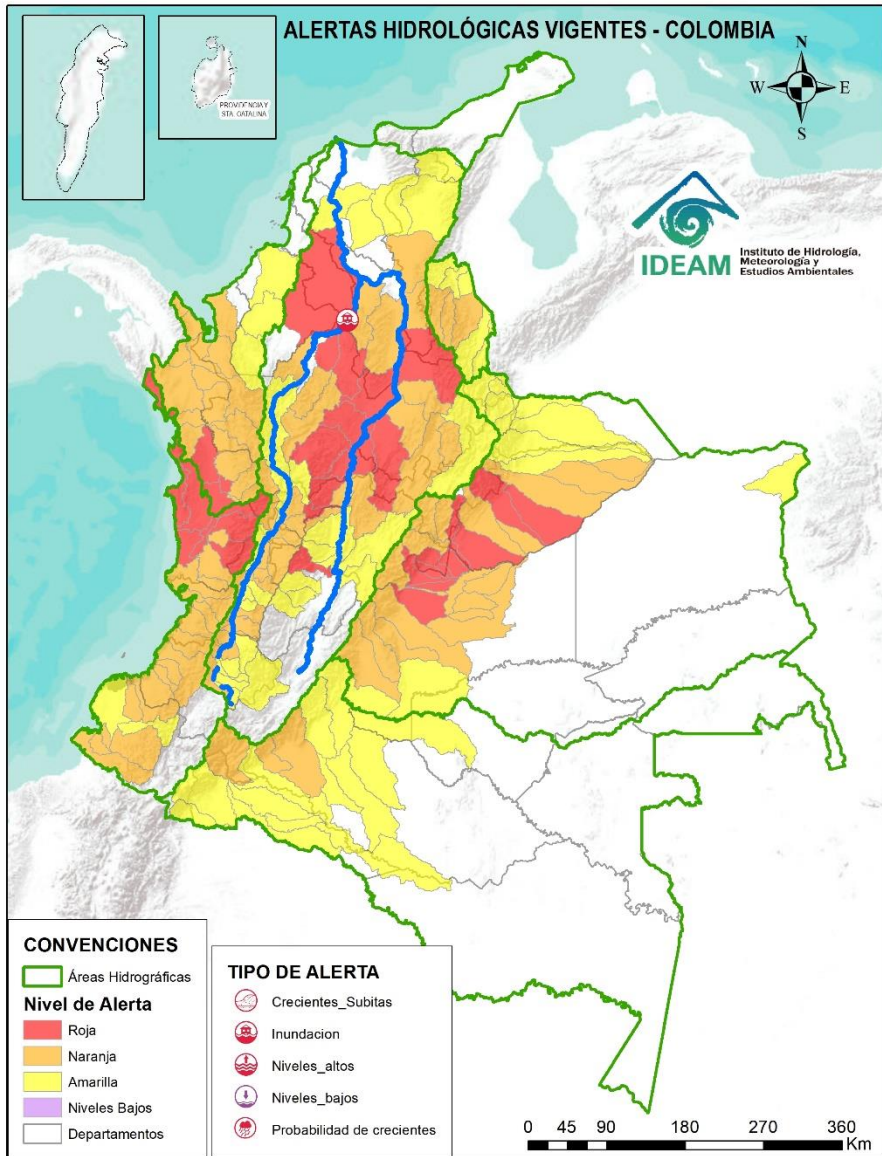 ALERTAS HIDROLÓGICAS VIGENTES - COLOMBIA
PROVIDENCIA Y
STA. CATALINA
N
W
E
S
IDEAM
Instituto de Hidrología,
Meteorología y
Estudios Ambientales
CONVENCIONES
Áreas Hidrográficas
Nivel de Alerta
Roja
Naranja
Amarilla
Niveles Bajos
Departamentos
TIPO DE ALERTA
Crecientes_Subitas
Inundacion
Niveles_altos
Niveles_bajos
Probabilidad de crecientes
0 45 90 180 270 360
Km